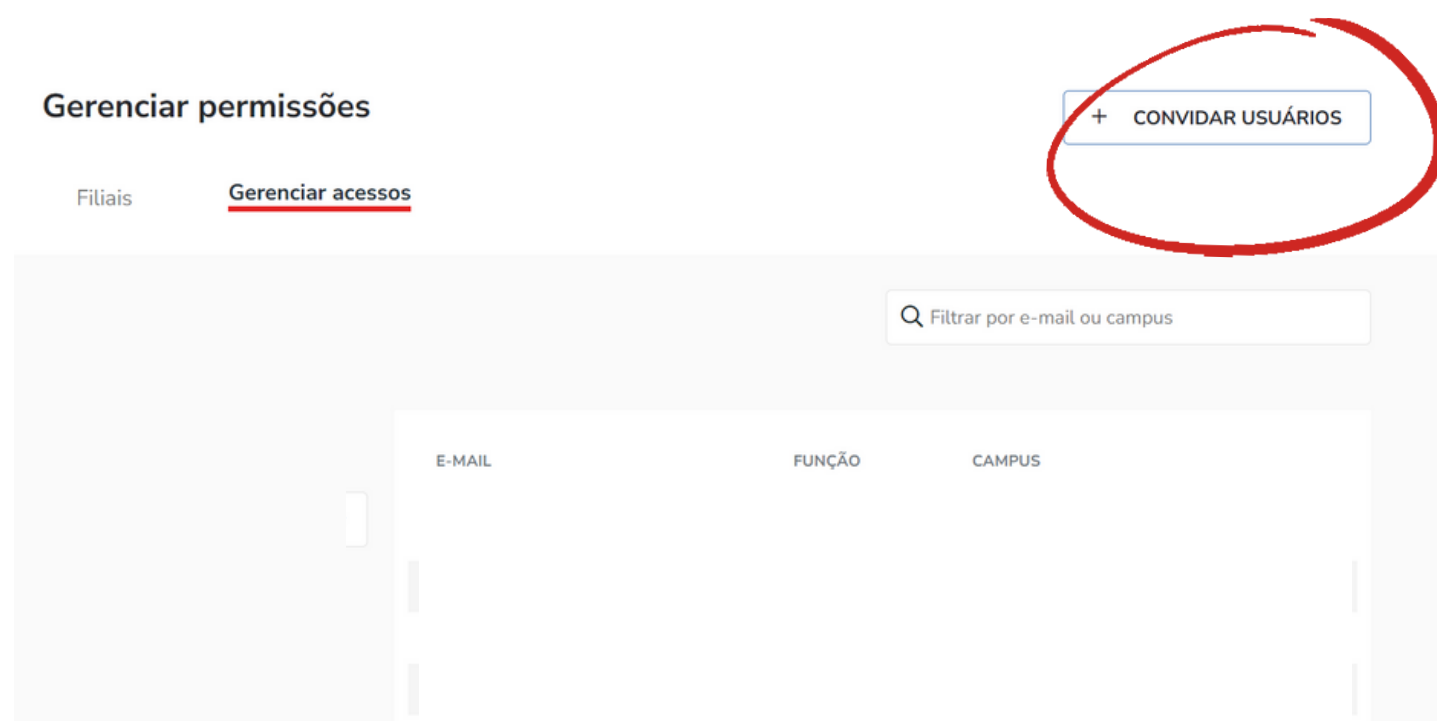 Gerenciar permissões
+ CONVIDAR USUÁRIOS
Filiais
Gerenciar acessos
Filtrar por e-mail ou campus
E-MAIL
FUNÇÃO
CAMPUS